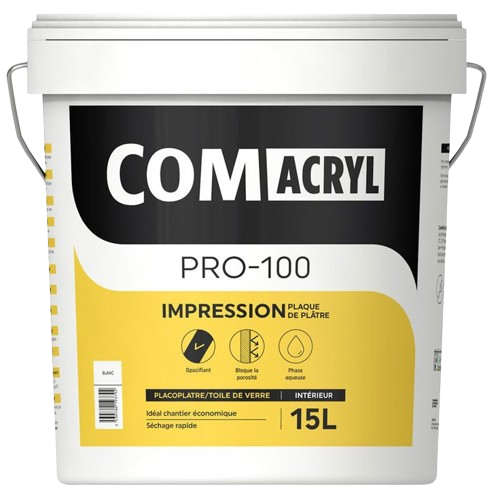 COM ACRYL
PRO-100
IMPRESSION PLAQUE DE PLÂTRE
Opacifiant
Bloque la porosité
Phase aqueuse
BLANC
PLACOPLATRE/TOILE DE VERRE INTÉRIEUR
Idéal chantier économique
Séchage rapide
15L